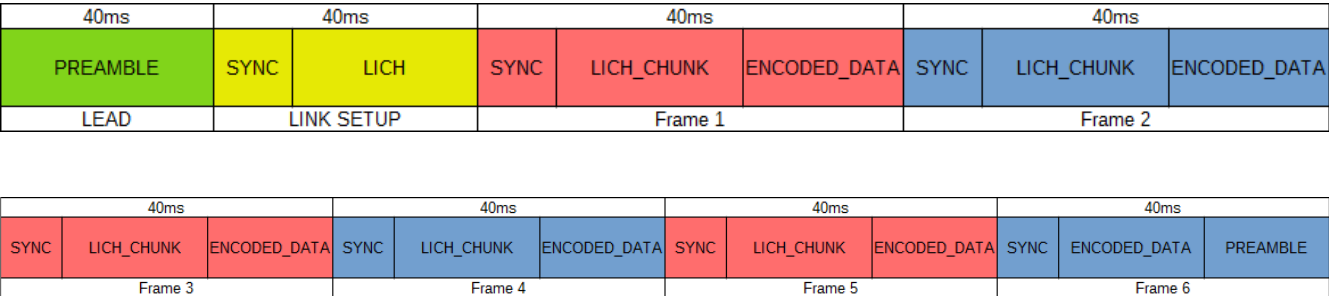 40ms 40ms 40ms 40ms
PREAMBLE SYNC LICH SYNC LICH_CHUNK ENCODED_DATA SYNC LICH_CHUNK ENCODED_DATA
LEAD LINK SETUP Frame 1 Frame 2
40ms 40ms 40ms 40ms
SYNC LICH_CHUNK ENCODED_DATA SYNC LICH_CHUNK ENCODED_DATA SYNC LICH_CHUNK ENCODED_DATA SYNC ENCODED_DATA PREAMBLE
Frame 3 Frame 4 Frame 5 Frame 6